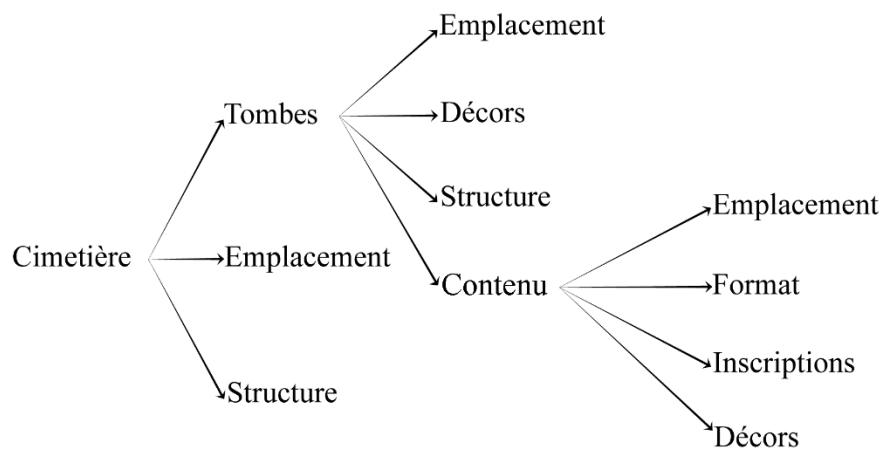 Cimetière
Tombes
Emplacement
Structure
Emplacement
Décors
Structure
Contenu
Emplacement
Format
Inscriptions
Décors